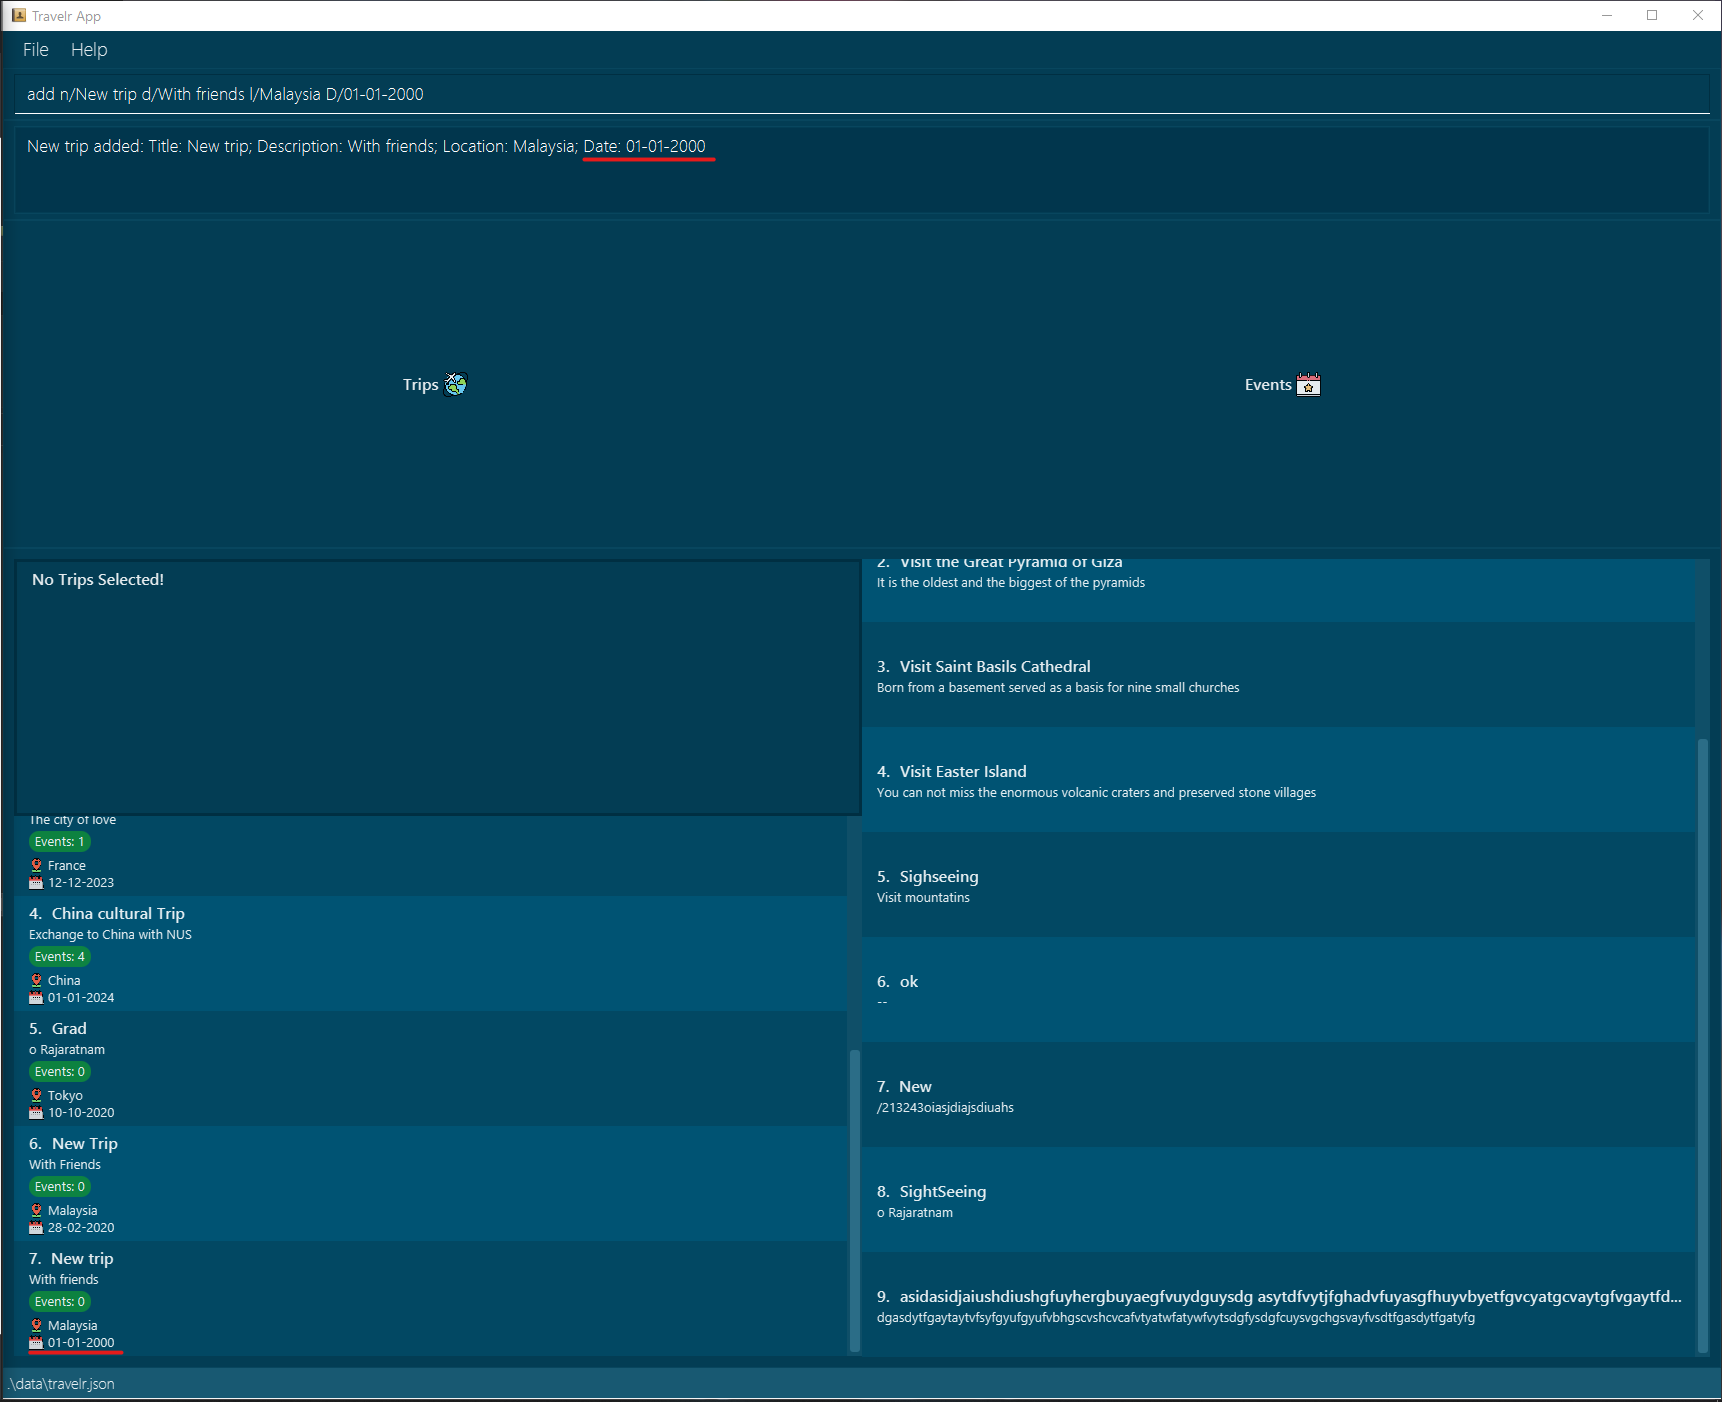 Travelr App
File Help
add n/New trip d/With friends l/Malaysia D/01-01-2000
New trip added: Title: New trip; Description: With friends; Location: Malaysia; Date: 01-01-2000
Trips
Events
No Trips Selected!
The city of love
Events: 1
France
12-12-2023
4. China cultural Trip
Exchange to China with NUS
Events: 4
China
01-01-2024
5. Grad
o Rajaratnam
Events: 0
Tokyo
10-10-2020
6. New Trip
With Friends
Events: 0
Malaysia
28-02-2020
7. New trip
With friends
Events: 0
Malaysia
01-01-2000
2. Visit the Great Pyramid of Giza
It is the oldest and the biggest of the pyramids
3. Visit Saint Basils Cathedral
Born from a basement served as a basis for nine small churches
4. Visit Easter Island
You can not miss the enormous volcanic craters and preserved stone villages
5. Sighseeing
Visit mountatins
6. ok
--
7. New
/213243oiasjdiajsdiuahs
8. SightSeeing
o Rajaratnam
9. asidasidjaiushdiushgfuyhergbuyaegfvuydguysdg asytdfvytjfghadvfuyasgfhuyvbyetfgvcyatgcvaytgfvgaytfd...
dgasdytfgaytaytvfsyfgyufgyufvbhgscvshcvcafvtyatwfatywfvytsdgfysdgfcuysvgchgsvayfvsdtfgasdytfgatyfg
.\data\travelr.json